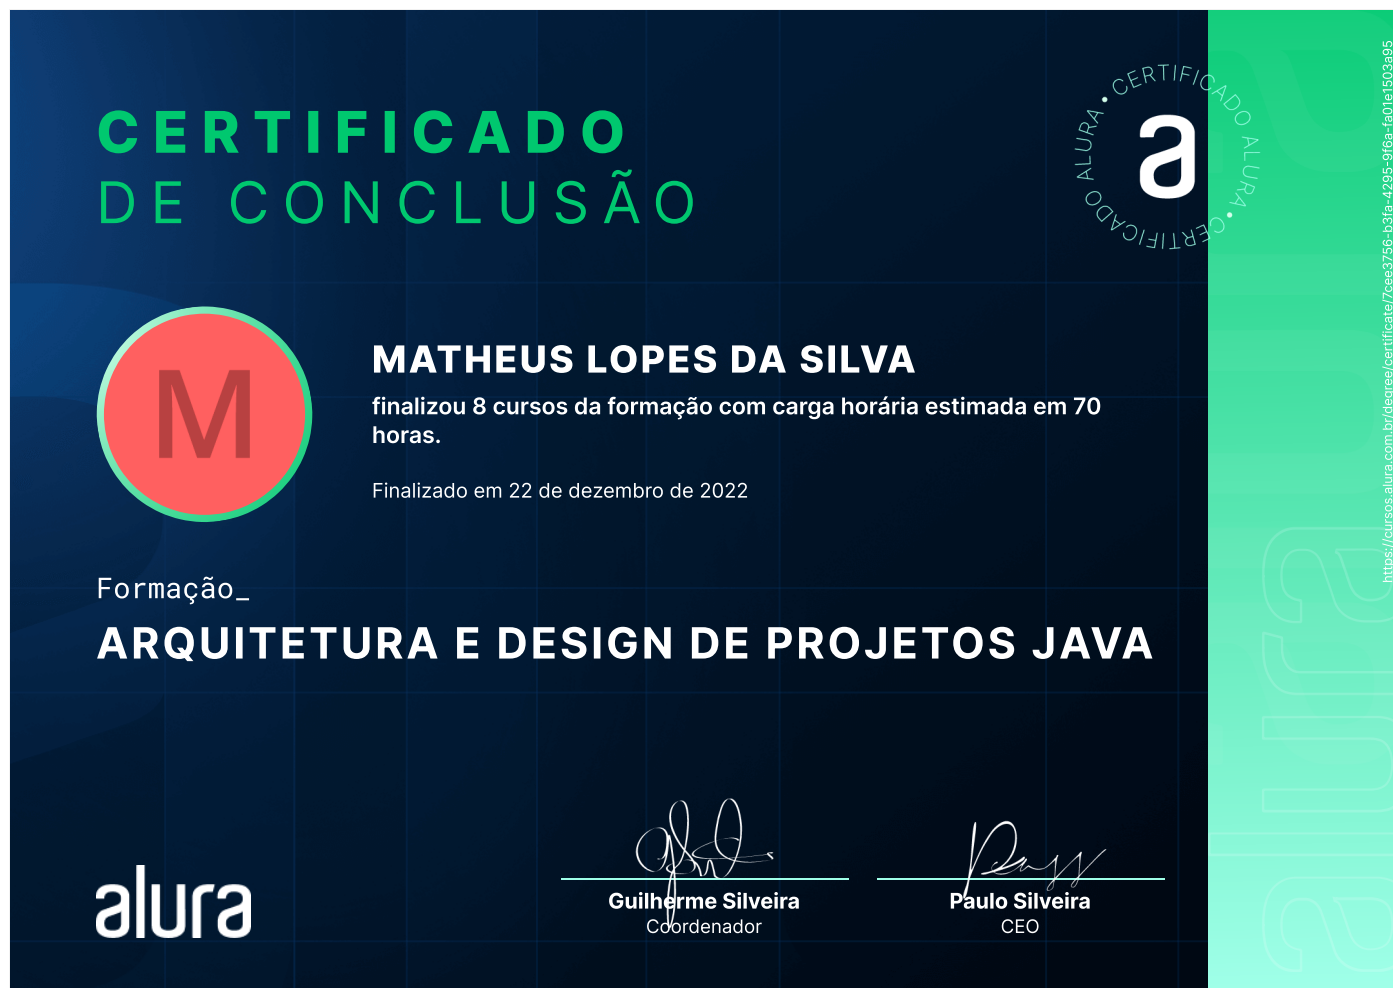 CERTIFICADO
DE CONCLUSÃO
CERTIFICADO ALURA • CERTIFICADO ALURA •
a
M
MATHEUS LOPES DA SILVA
finalizou 8 cursos da formação com carga horária estimada em 70
horas.
Finalizado em 22 de dezembro de 2022
Formação_
ARQUITETURA E DESIGN DE PROJETOS JAVA
alura
Guilherme Silveira
Coordenador
Paulo Silveira
CEO
https://cursos.alura.com.br/degree/certificate/7cee3756-b3fa-4295-9f6a-fa01e1503a95
alura